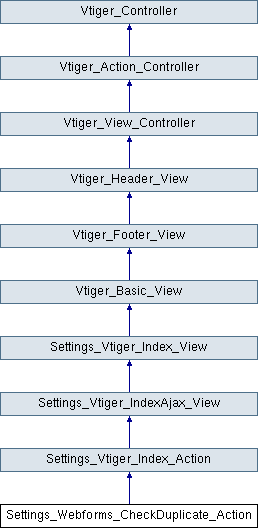 Vtiger_Controller
Vtiger_Action_Controller
Vtiger_View_Controller
Vtiger_Header_View
Vtiger_Footer_View
Vtiger_Basic_View
Settings_Vtiger_Index_View
Settings_Vtiger_IndexAjax_View
Settings_Vtiger_Index_Action
Settings_Webforms_CheckDuplicate_Action